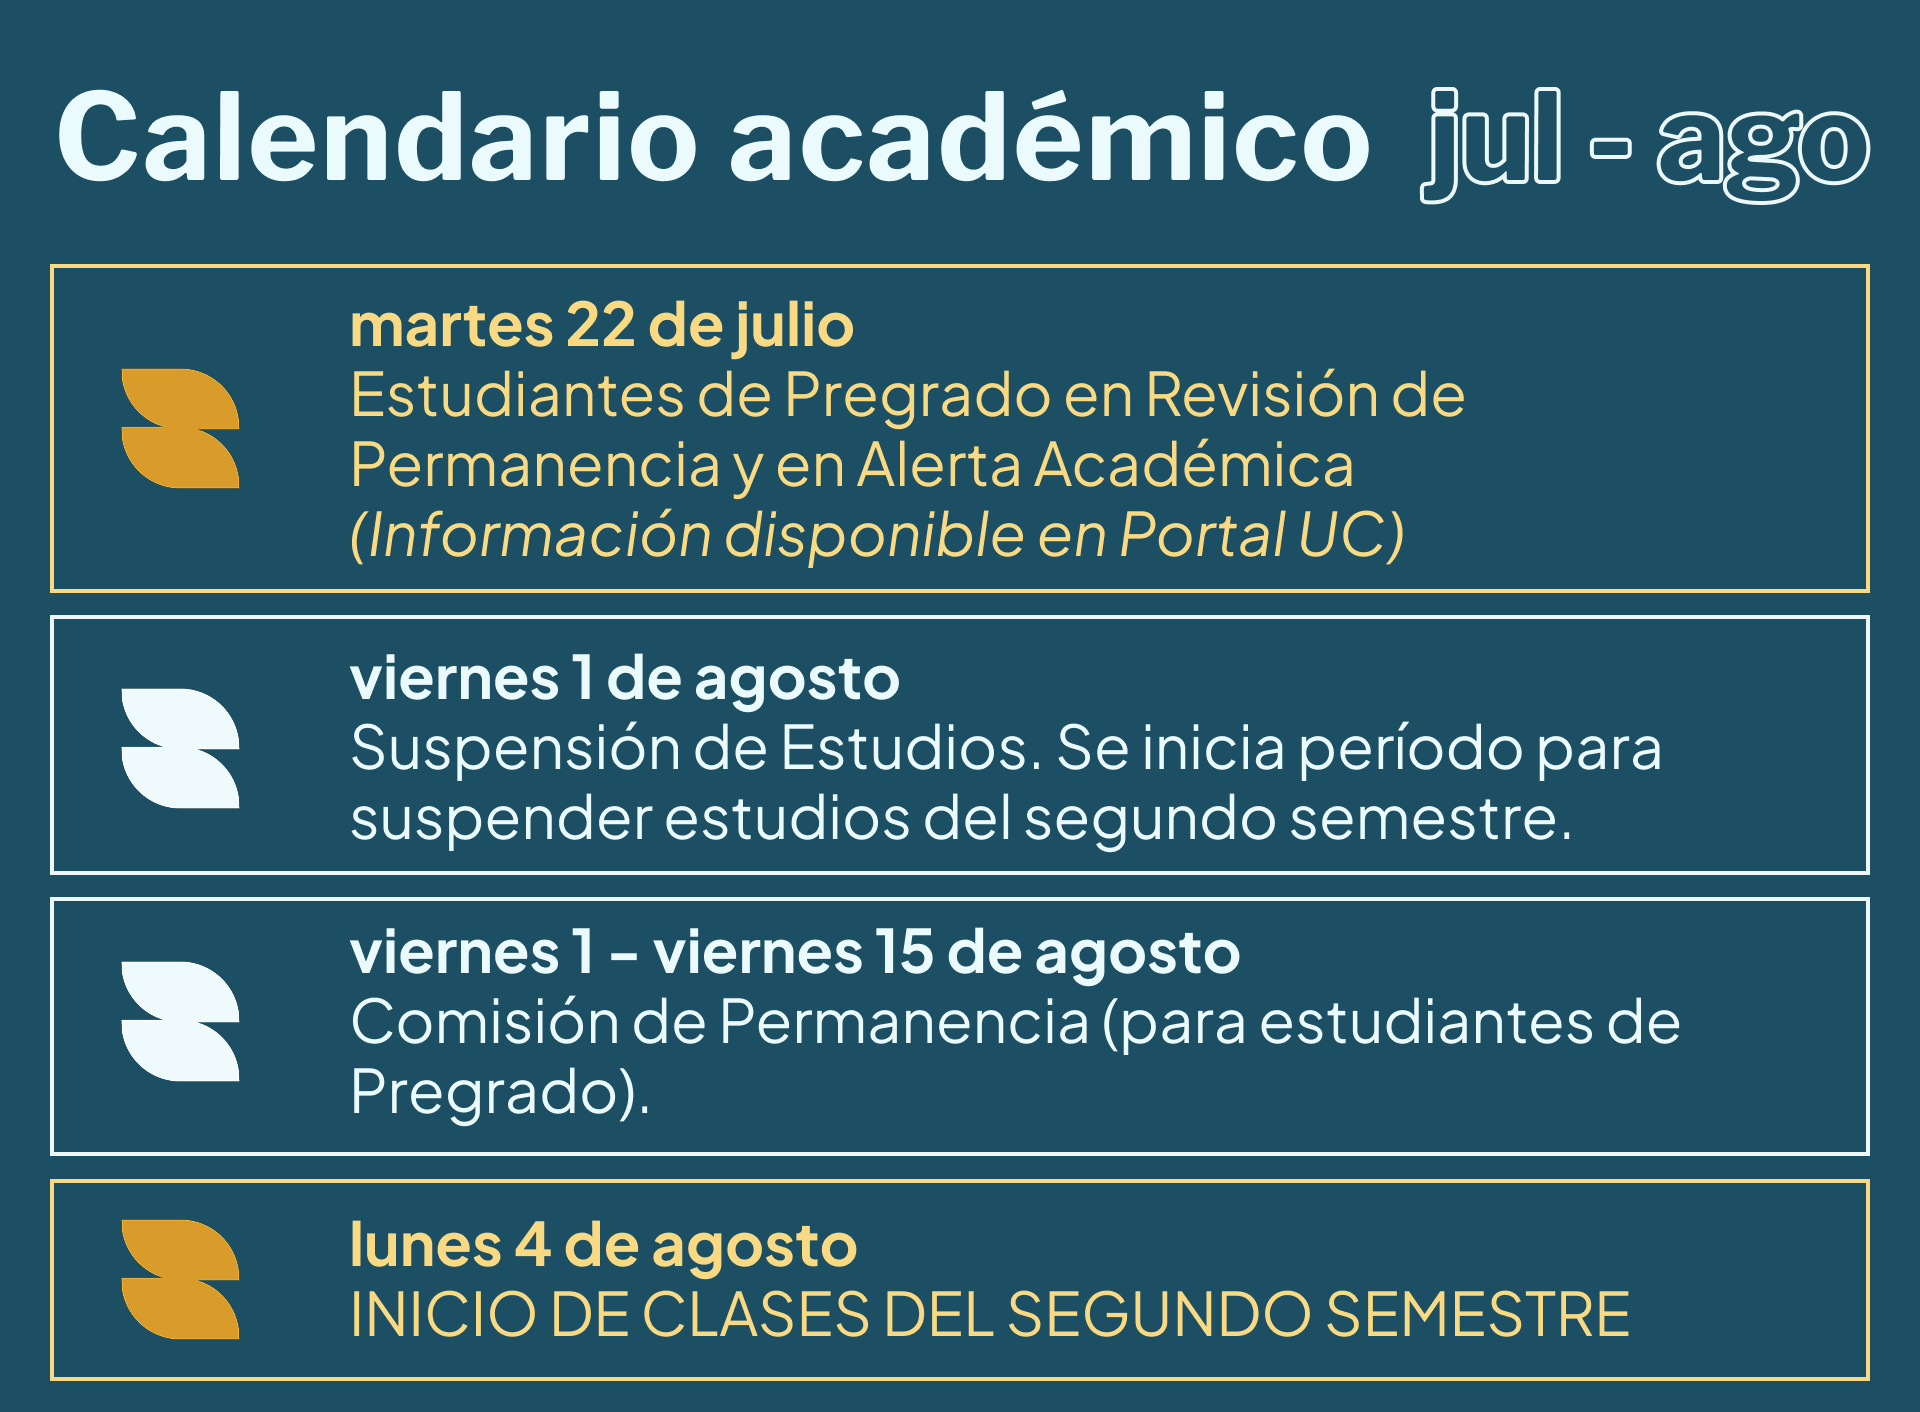 Calendario académico jul - ago
martes 22 de julio
Estudiantes de Pregrado en Revisión de
Permanencia y en Alerta Académica
(Información disponible en Portal UC)
viernes 1 de agosto
Suspensión de Estudios. Se inicia período para
suspender estudios del segundo semestre.
viernes 1 - viernes 15 de agosto
Comisión de Permanencia (para estudiantes de
Pregrado).
lunes 4 de agosto
INICIO DE CLASES DEL SEGUNDO SEMESTRE